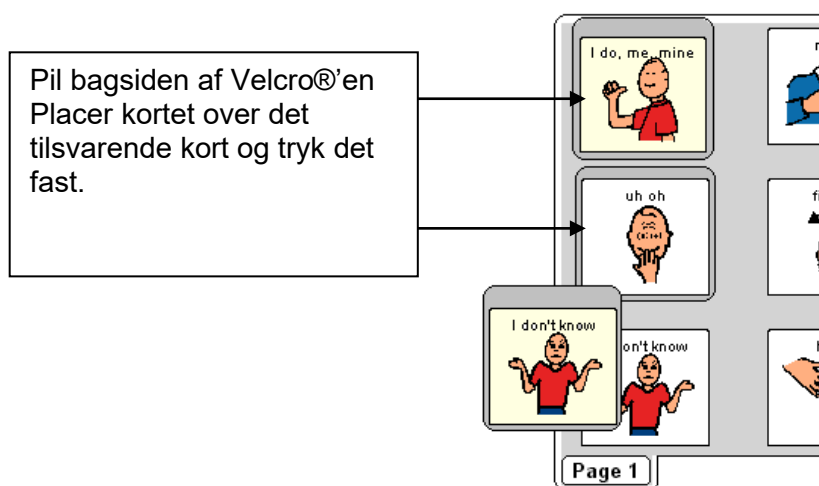 Pil bagsiden af Velcro®’en
Placer kortet over det
tilsvarende kort og tryk det
fast.
I do, me, mine
uh oh
I don't know
on't know
Page 1